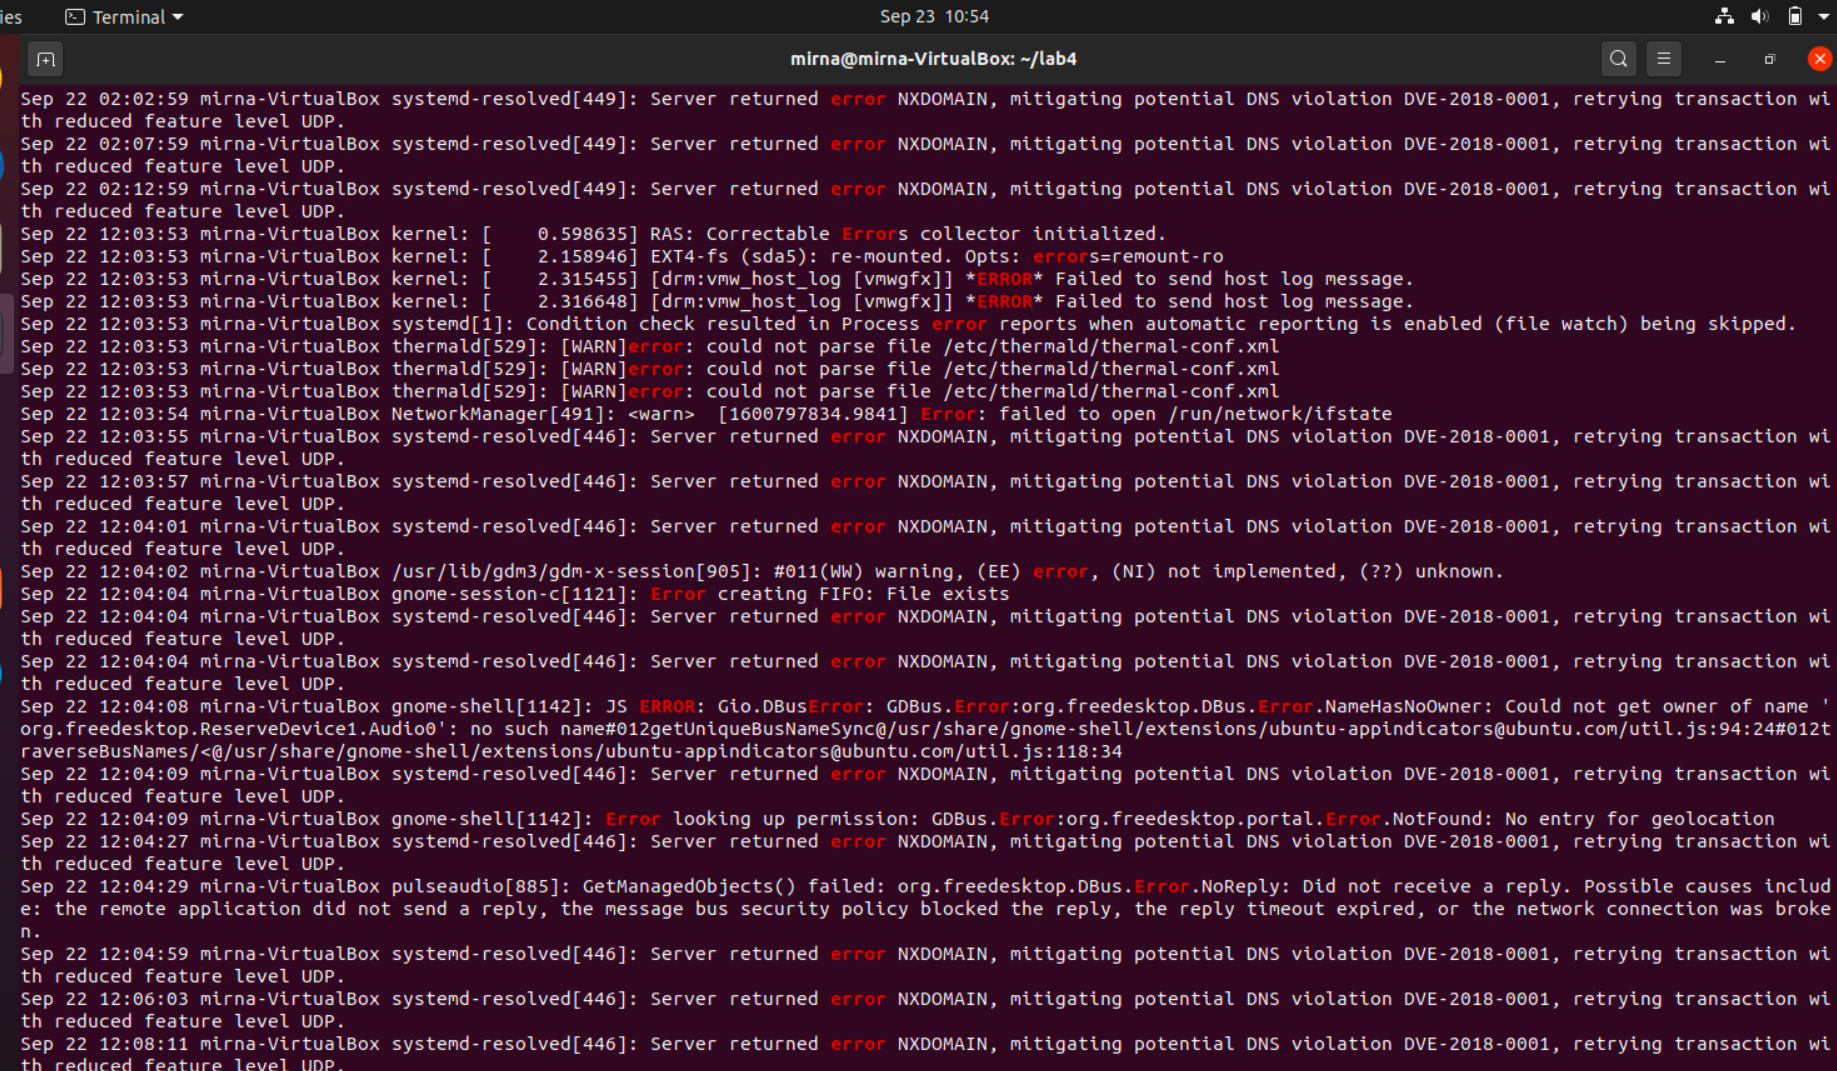 ies
Terminal
Sep 23 10:54
mirna@mirna-VirtualBox: ~/lab4
Sep 22 02:02:59 mirna-VirtualBox systemd-resolved[449]: Server returned error NXDOMAIN, mitigating potential DNS violation DVE-2018-0001, retrying transaction wi
th reduced feature level UDP.
Sep 22 02:07:59 mirna-VirtualBox systemd-resolved[449]: Server returned error NXDOMAIN, mitigating potential DNS violation DVE-2018-0001, retrying transaction wi
th reduced feature level UDP.
Sep 22 02:12:59 mirna-VirtualBox systemd-resolved[449]: Server returned error NXDOMAIN, mitigating potential DNS violation DVE-2018-0001, retrying transaction wi
th reduced feature level UDP.
Sep 22 12:03:53 mirna-VirtualBox kernel: [    0.598635] RAS: Correctable Errors collector initialized.
Sep 22 12:03:53 mirna-VirtualBox kernel: [    2.158946] EXT4-fs (sda5): re-mounted. Opts: errors=remount-ro
Sep 22 12:03:53 mirna-VirtualBox kernel: [    2.315455] [drm:vmw_host_log [vmwgfx]] *ERROR* Failed to send host log message.
Sep 22 12:03:53 mirna-VirtualBox kernel: [    2.316648] [drm:vmw_host_log [vmwgfx]] *ERROR* Failed to send host log message.
Sep 22 12:03:53 mirna-VirtualBox systemd[1]: Condition check resulted in Process error reports when automatic reporting is enabled (file watch) being skipped.
Sep 22 12:03:53 mirna-VirtualBox thermald[529]: [WARN]error: could not parse file /etc/thermald/thermal-conf.xml
Sep 22 12:03:53 mirna-VirtualBox thermald[529]: [WARN]error: could not parse file /etc/thermald/thermal-conf.xml
Sep 22 12:03:53 mirna-VirtualBox thermald[529]: [WARN]error: could not parse file /etc/thermald/thermal-conf.xml
Sep 22 12:03:54 mirna-VirtualBox NetworkManager[491]: <warn>  [1600797834.9841] Error: failed to open /run/network/ifstate
Sep 22 12:03:55 mirna-VirtualBox systemd-resolved[446]: Server returned error NXDOMAIN, mitigating potential DNS violation DVE-2018-0001, retrying transaction wi
th reduced feature level UDP.
Sep 22 12:03:57 mirna-VirtualBox systemd-resolved[446]: Server returned error NXDOMAIN, mitigating potential DNS violation DVE-2018-0001, retrying transaction wi
th reduced feature level UDP.
Sep 22 12:04:01 mirna-VirtualBox systemd-resolved[446]: Server returned error NXDOMAIN, mitigating potential DNS violation DVE-2018-0001, retrying transaction wi
th reduced feature level UDP.
Sep 22 12:04:02 mirna-VirtualBox /usr/lib/gdm3/gdm-x-session[905]: #011(WW) warning, (EE) error, (NI) not implemented, (??) unknown.
Sep 22 12:04:04 mirna-VirtualBox gnome-session-c[1121]: Error creating FIFO: File exists
Sep 22 12:04:04 mirna-VirtualBox systemd-resolved[446]: Server returned error NXDOMAIN, mitigating potential DNS violation DVE-2018-0001, retrying transaction wi
th reduced feature level UDP.
Sep 22 12:04:04 mirna-VirtualBox systemd-resolved[446]: Server returned error NXDOMAIN, mitigating potential DNS violation DVE-2018-0001, retrying transaction wi
th reduced feature level UDP.
Sep 22 12:04:08 mirna-VirtualBox gnome-shell[1142]: JS ERROR: Gio.DBusError: GDBus.Error:org.freedesktop.DBus.Error.NameHasNoOwner: Could not get owner of name '
org.freedesktop.ReserveDevice1.Audio0': no such name#012getUniqueBusNameSync@/usr/share/gnome-shell/extensions/ubuntu-appindicators@ubuntu.com/util.js:94:24#012t
raverseBusNames/<@/usr/share/gnome-shell/extensions/ubuntu-appindicators@ubuntu.com/util.js:118:34
Sep 22 12:04:09 mirna-VirtualBox systemd-resolved[446]: Server returned error NXDOMAIN, mitigating potential DNS violation DVE-2018-0001, retrying transaction wi
th reduced feature level UDP.
Sep 22 12:04:09 mirna-VirtualBox gnome-shell[1142]: Error looking up permission: GDBus.Error:org.freedesktop.portal.Error.NotFound: No entry for geolocation
Sep 22 12:04:27 mirna-VirtualBox systemd-resolved[446]: Server returned error NXDOMAIN, mitigating potential DNS violation DVE-2018-0001, retrying transaction wi
th reduced feature level UDP.
Sep 22 12:04:29 mirna-VirtualBox pulseaudio[885]: GetManagedObjects() failed: org.freedesktop.DBus.Error.NoReply: Did not receive a reply. Possible causes includ
e: the remote application did not send a reply, the message bus security policy blocked the reply, the reply timeout expired, or the network connection was broke
n.
Sep 22 12:04:59 mirna-VirtualBox systemd-resolved[446]: Server returned error NXDOMAIN, mitigating potential DNS violation DVE-2018-0001, retrying transaction wi
th reduced feature level UDP.
Sep 22 12:06:03 mirna-VirtualBox systemd-resolved[446]: Server returned error NXDOMAIN, mitigating potential DNS violation DVE-2018-0001, retrying transaction wi
th reduced feature level UDP.
Sep 22 12:08:11 mirna-VirtualBox systemd-resolved[446]: Server returned error NXDOMAIN, mitigating potential DNS violation DVE-2018-0001, retrying transaction wi
th reduced feature level UDP.